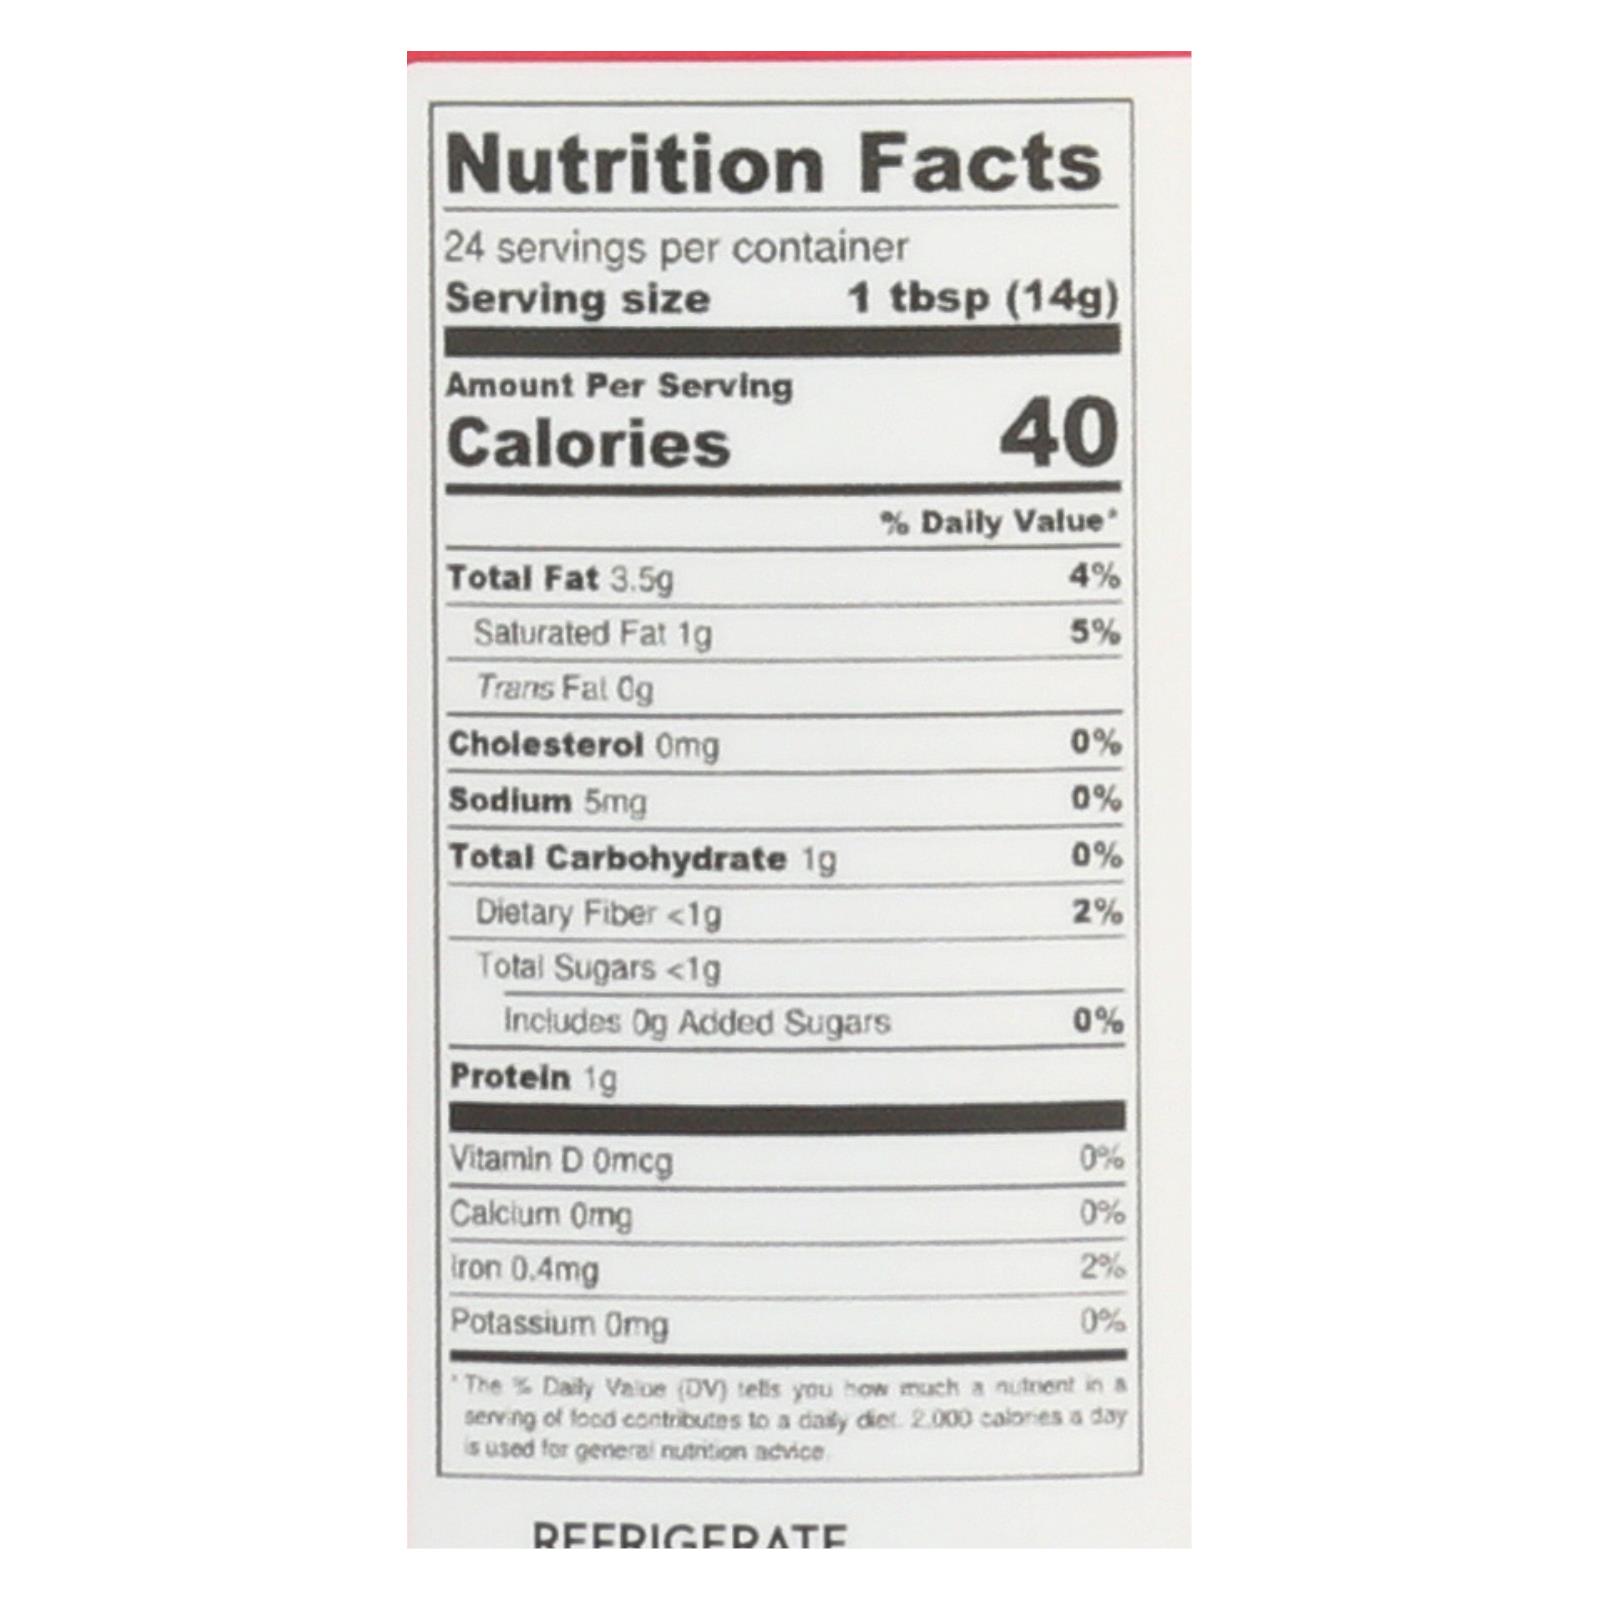 Nutrition Facts
24 servings per container
Serving size 1 tbsp (14g)
Amount Per Serving
Calories 40
% Daily Value*
Total Fat 3.5g 4%
Saturated Fat 1g 5%
Trans Fat 0g
Cholesterol 0mg 0%
Sodium 5mg 0%
Total Carbohydrate 1g 0%
Dietary Fiber <1g 2%
Total Sugars <1g
Includes 0g Added Sugars 0%
Protein 1g
Vitamin D 0mcg 0%
Calcium 0mg 0%
Iron 0.4mg 2%
Potassium 0mg 0%
* The % Daily Value (DV) tells you how much a nutrient in a
serving of food contributes to a daily diet. 2,000 calories a day
is used for general nutrition advice.
REFRIGERATE